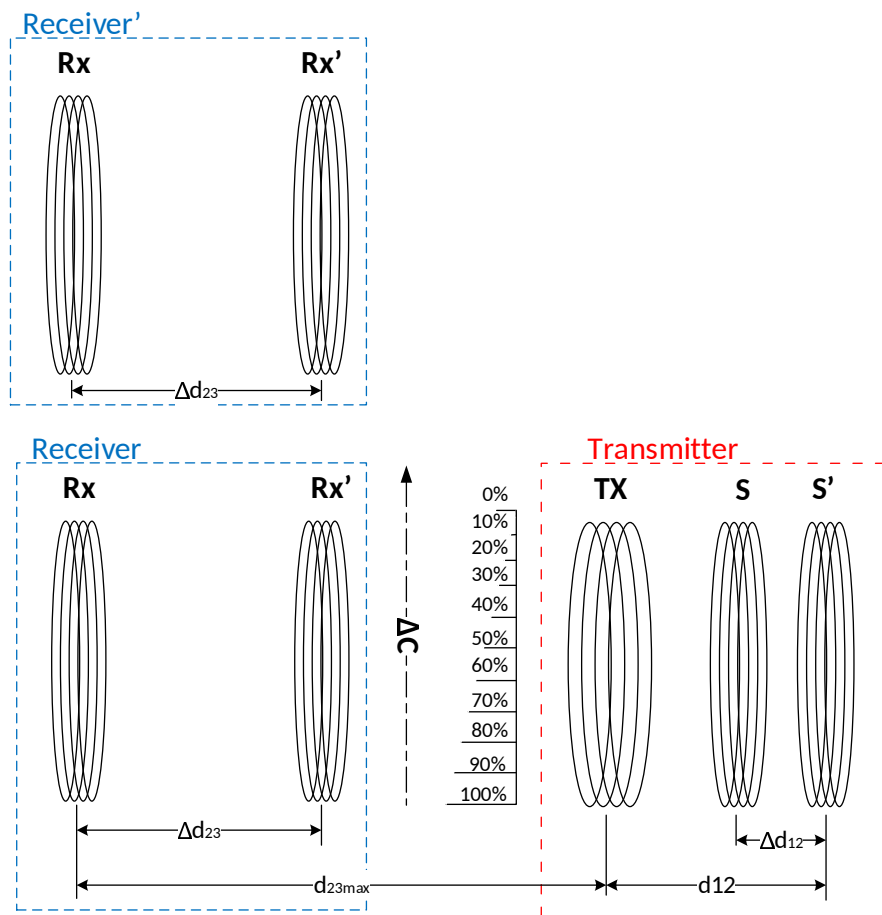 Receiver’
Rx Rx’
Δd23
Receiver
Transmitter
Rx Rx’
TX S S’
0%
10%
20%
30%
40%
50%
60%
70%
80%
90%
100%
ΔC
Δd23
Δd12
d23max
d12